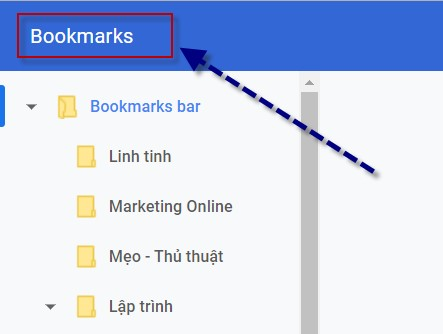 Bookmarks
Bookmarks bar
Linh tinh
Marketing Online
Mẹo - Thủ thuật
Lập trình